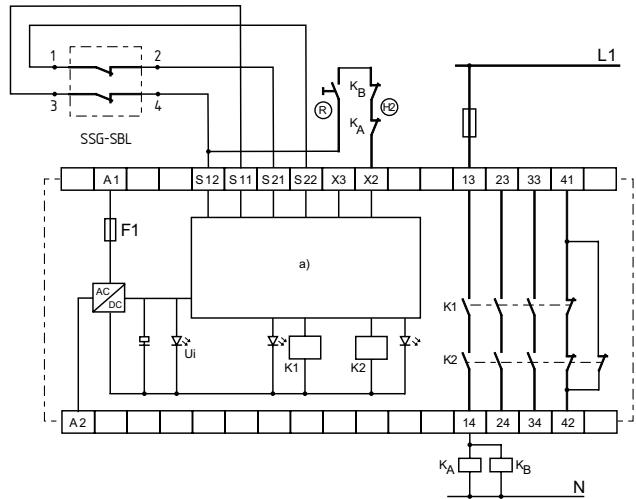 L1
1 2
3 4
SSG-SBL
R
KB
H2
KA
A1 S12 S11 S21 S22 X3 X2 13 23 33 41
F1
a)
AC
DC
Ui
K1
K2
K1
K2
A2 14 24 34 42
KA
KB
N